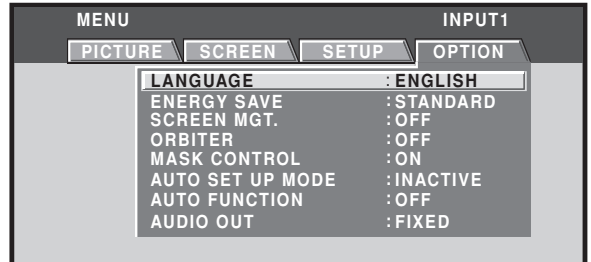 MENU INPUT1
PICTURE SCREEN SETUP OPTION
LANGUAGE :ENGLISH
ENERGY SAVE :STANDARD
SCREEN MGT. :OFF
ORBITER :OFF
MASK CONTROL :ON
AUTO SET UP MODE :INACTIVE
AUTO FUNCTION :OFF
AUDIO OUT :FIXED